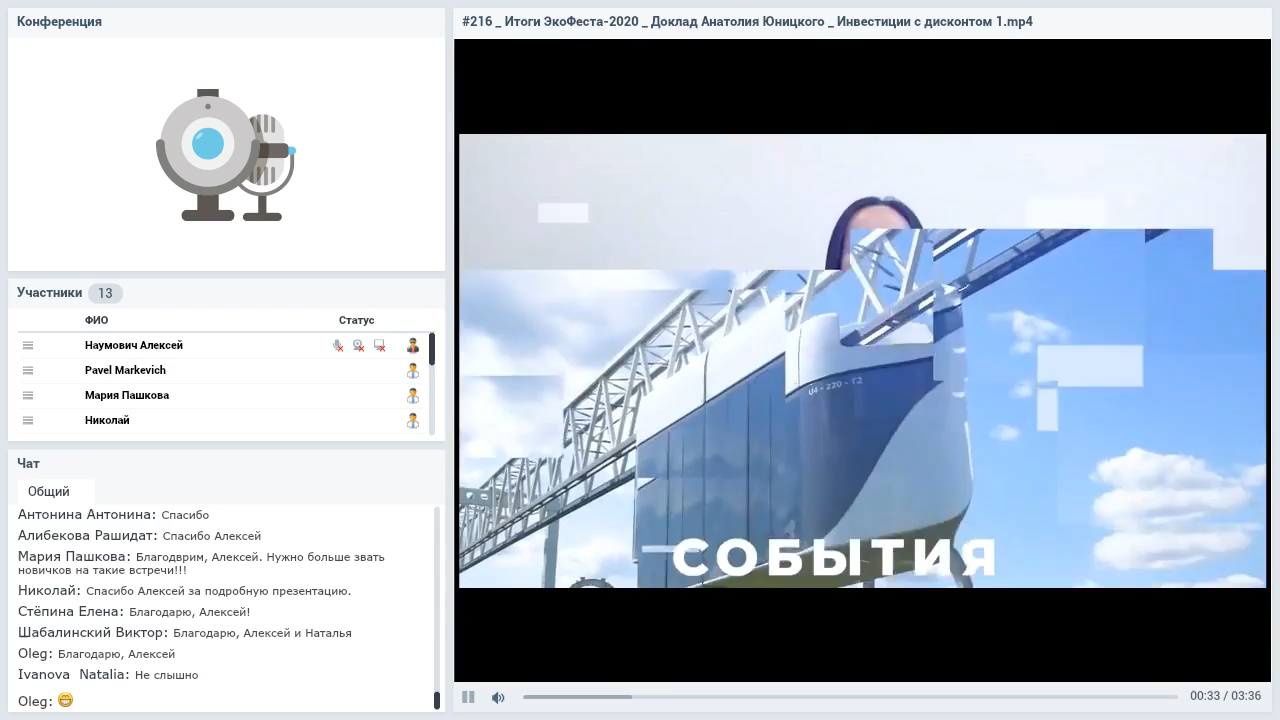 Конференция
#216 _ Итоги ЭкоФеста-2020 _ Доклад Анатолия Юницкого _ Инвестиции с дисконтом 1.mp4
Участники 13
ФИО Статус
Наумович Алексей
Pavel Markevich
Мария Пашкова
Николай
Чат
Общий
Антонина Антонина: Спасибо
Алибекова Рашидат: Спасибо Алексей
Мария Пашкова: Благодврим, Алексей. Нужно больше звать
новичков на такие встречи!!!
Николай: Спасибо Алексей за подробную презентацию.
Стёпина Елена: Благодарю, Алексей!
Шабалинский Виктор: Благодарю, Алексей и Наталья
Oleg: Благодарю, Алексей
Ivanova Natalia: Не слышно
Oleg:
U4 - 220 - 12
СОБЫТИЯ
00:33 / 03:36